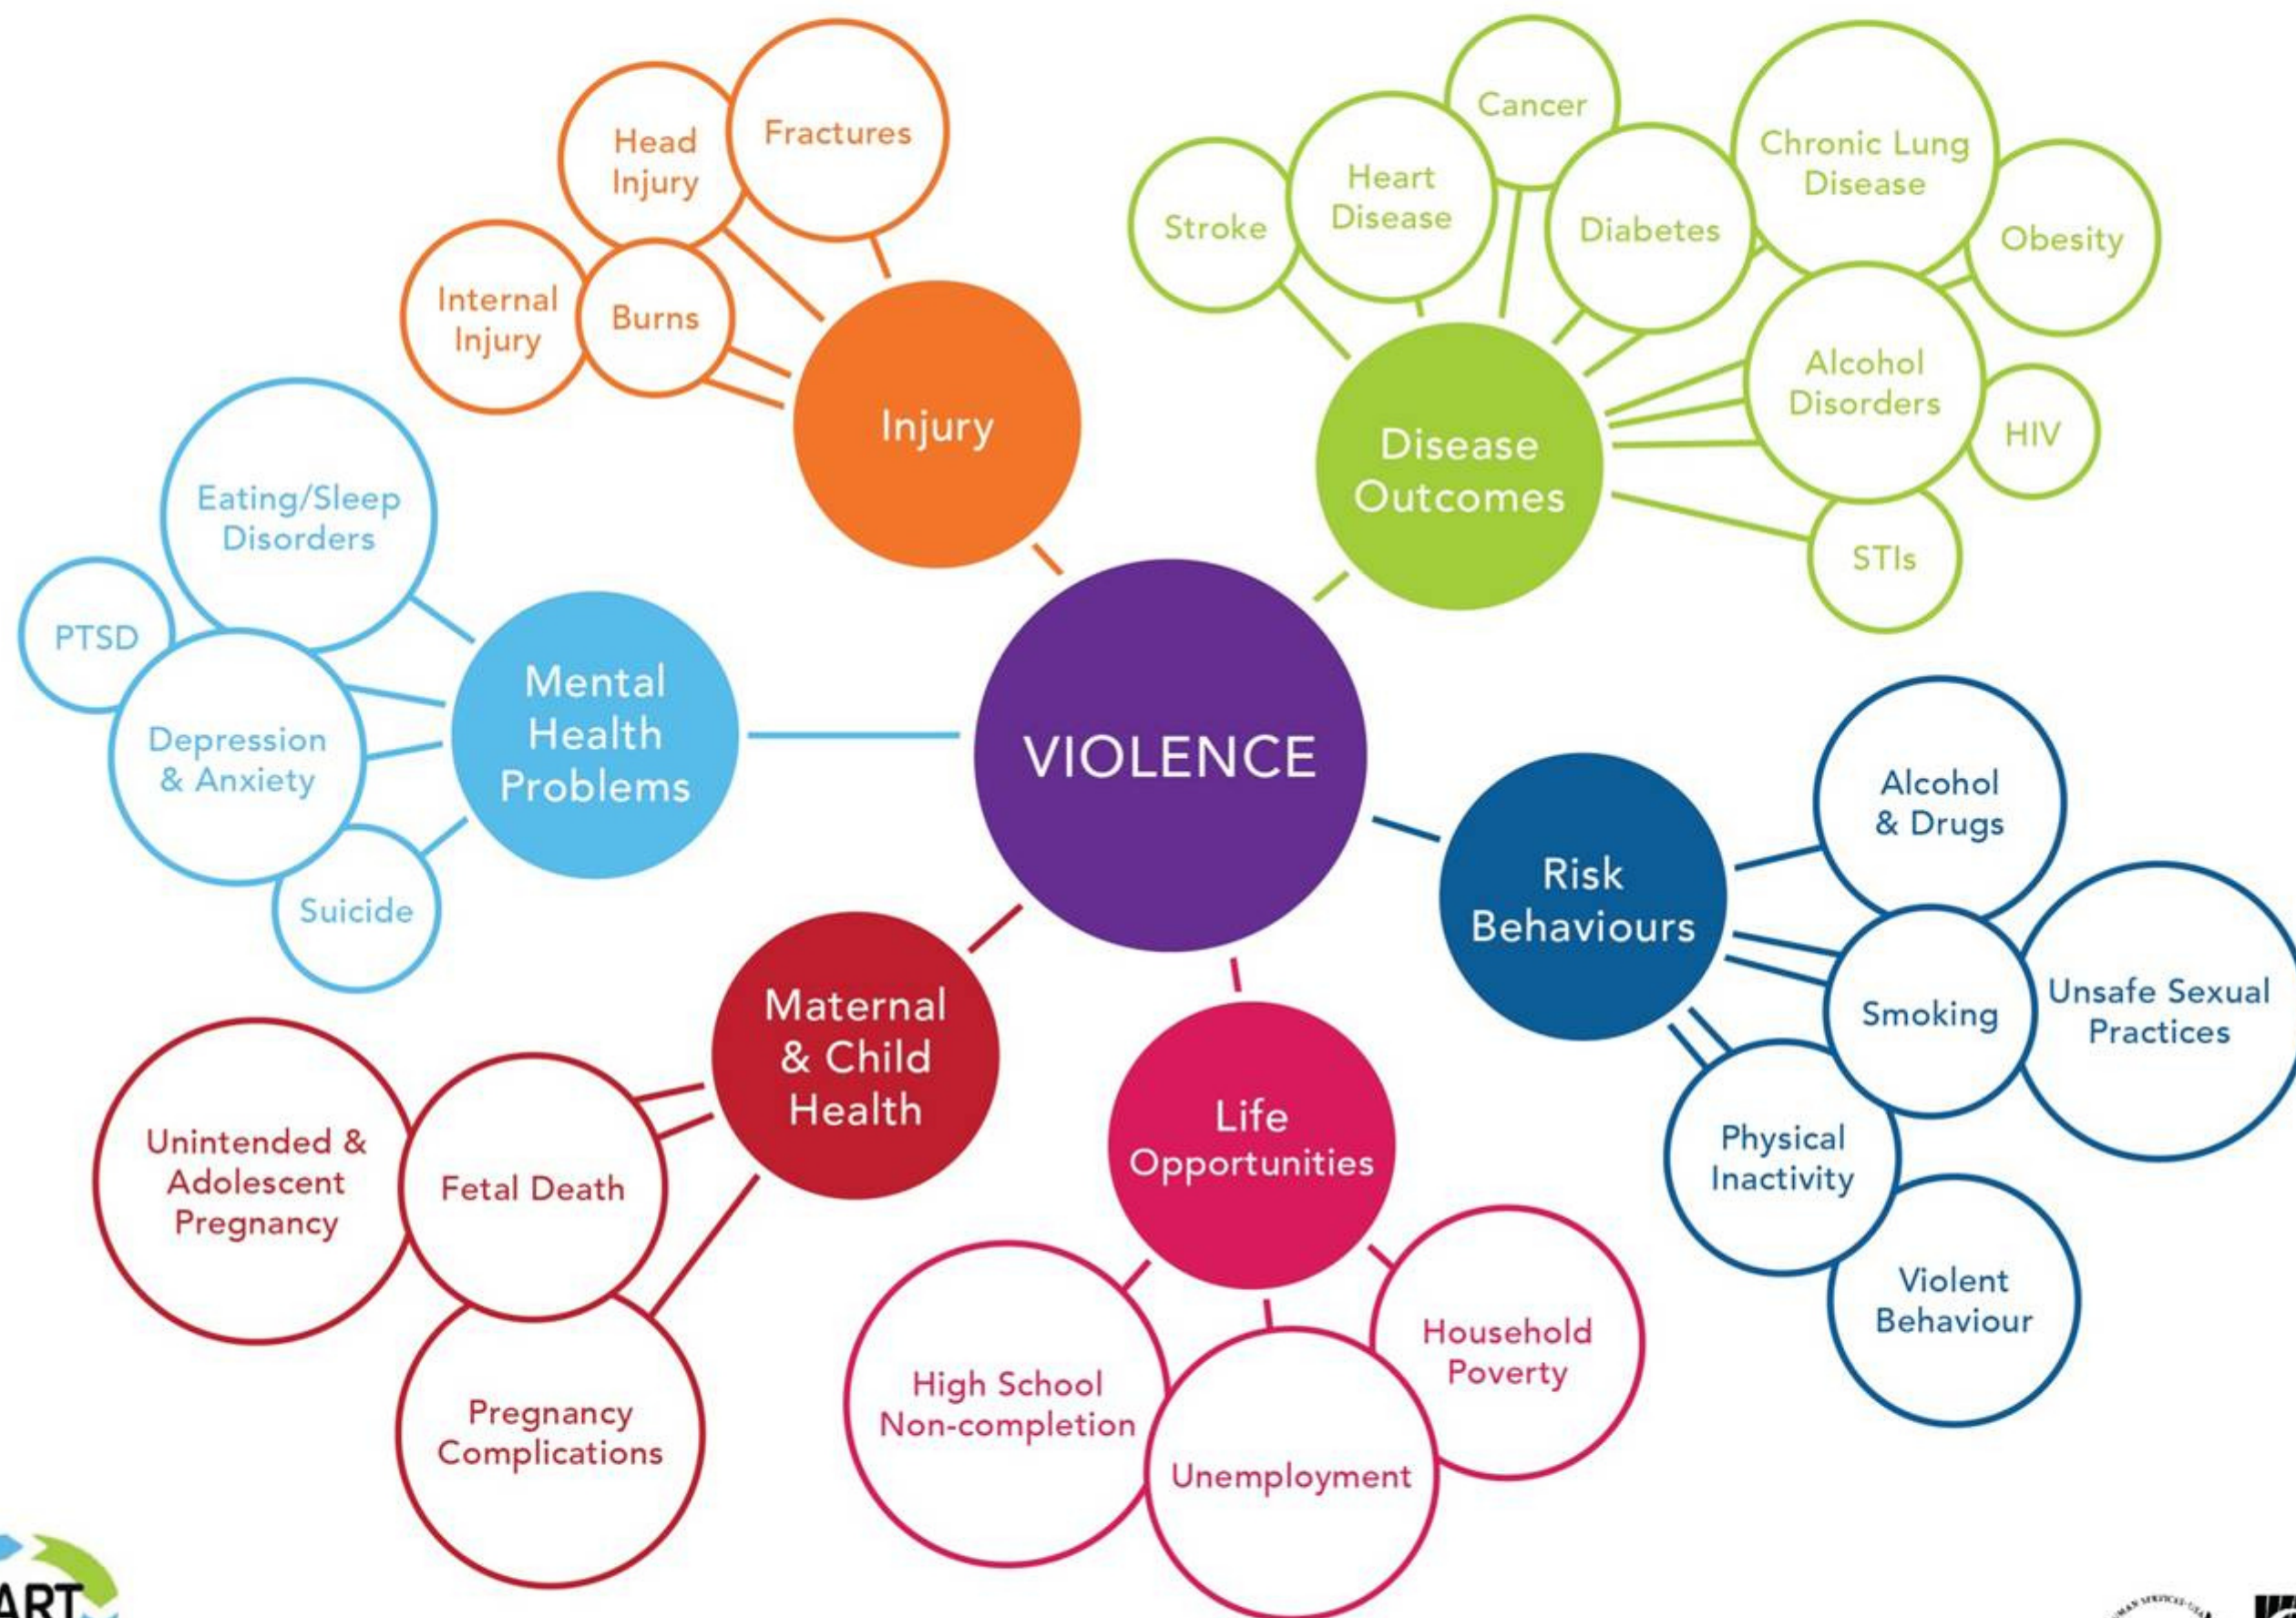 VIOLENCE
Injury
Head
Injury
Fractures
Internal
Injury
Burns
Disease
Outcomes
Stroke
Heart
Disease
Cancer
Diabetes
Chronic Lung
Disease
Obesity
Alcohol
Disorders
HIV
STIs
Mental
Health
Problems
Eating/Sleep
Disorders
PTSD
Depression
& Anxiety
Suicide
Risk
Behaviours
Alcohol
& Drugs
Smoking
Unsafe Sexual
Practices
Physical
Inactivity
Violent
Behaviour
Maternal
& Child
Health
Unintended &
Adolescent
Pregnancy
Fetal Death
Pregnancy
Complications
Life
Opportunities
High School
Non-completion
Unemployment
Household
Poverty
ART